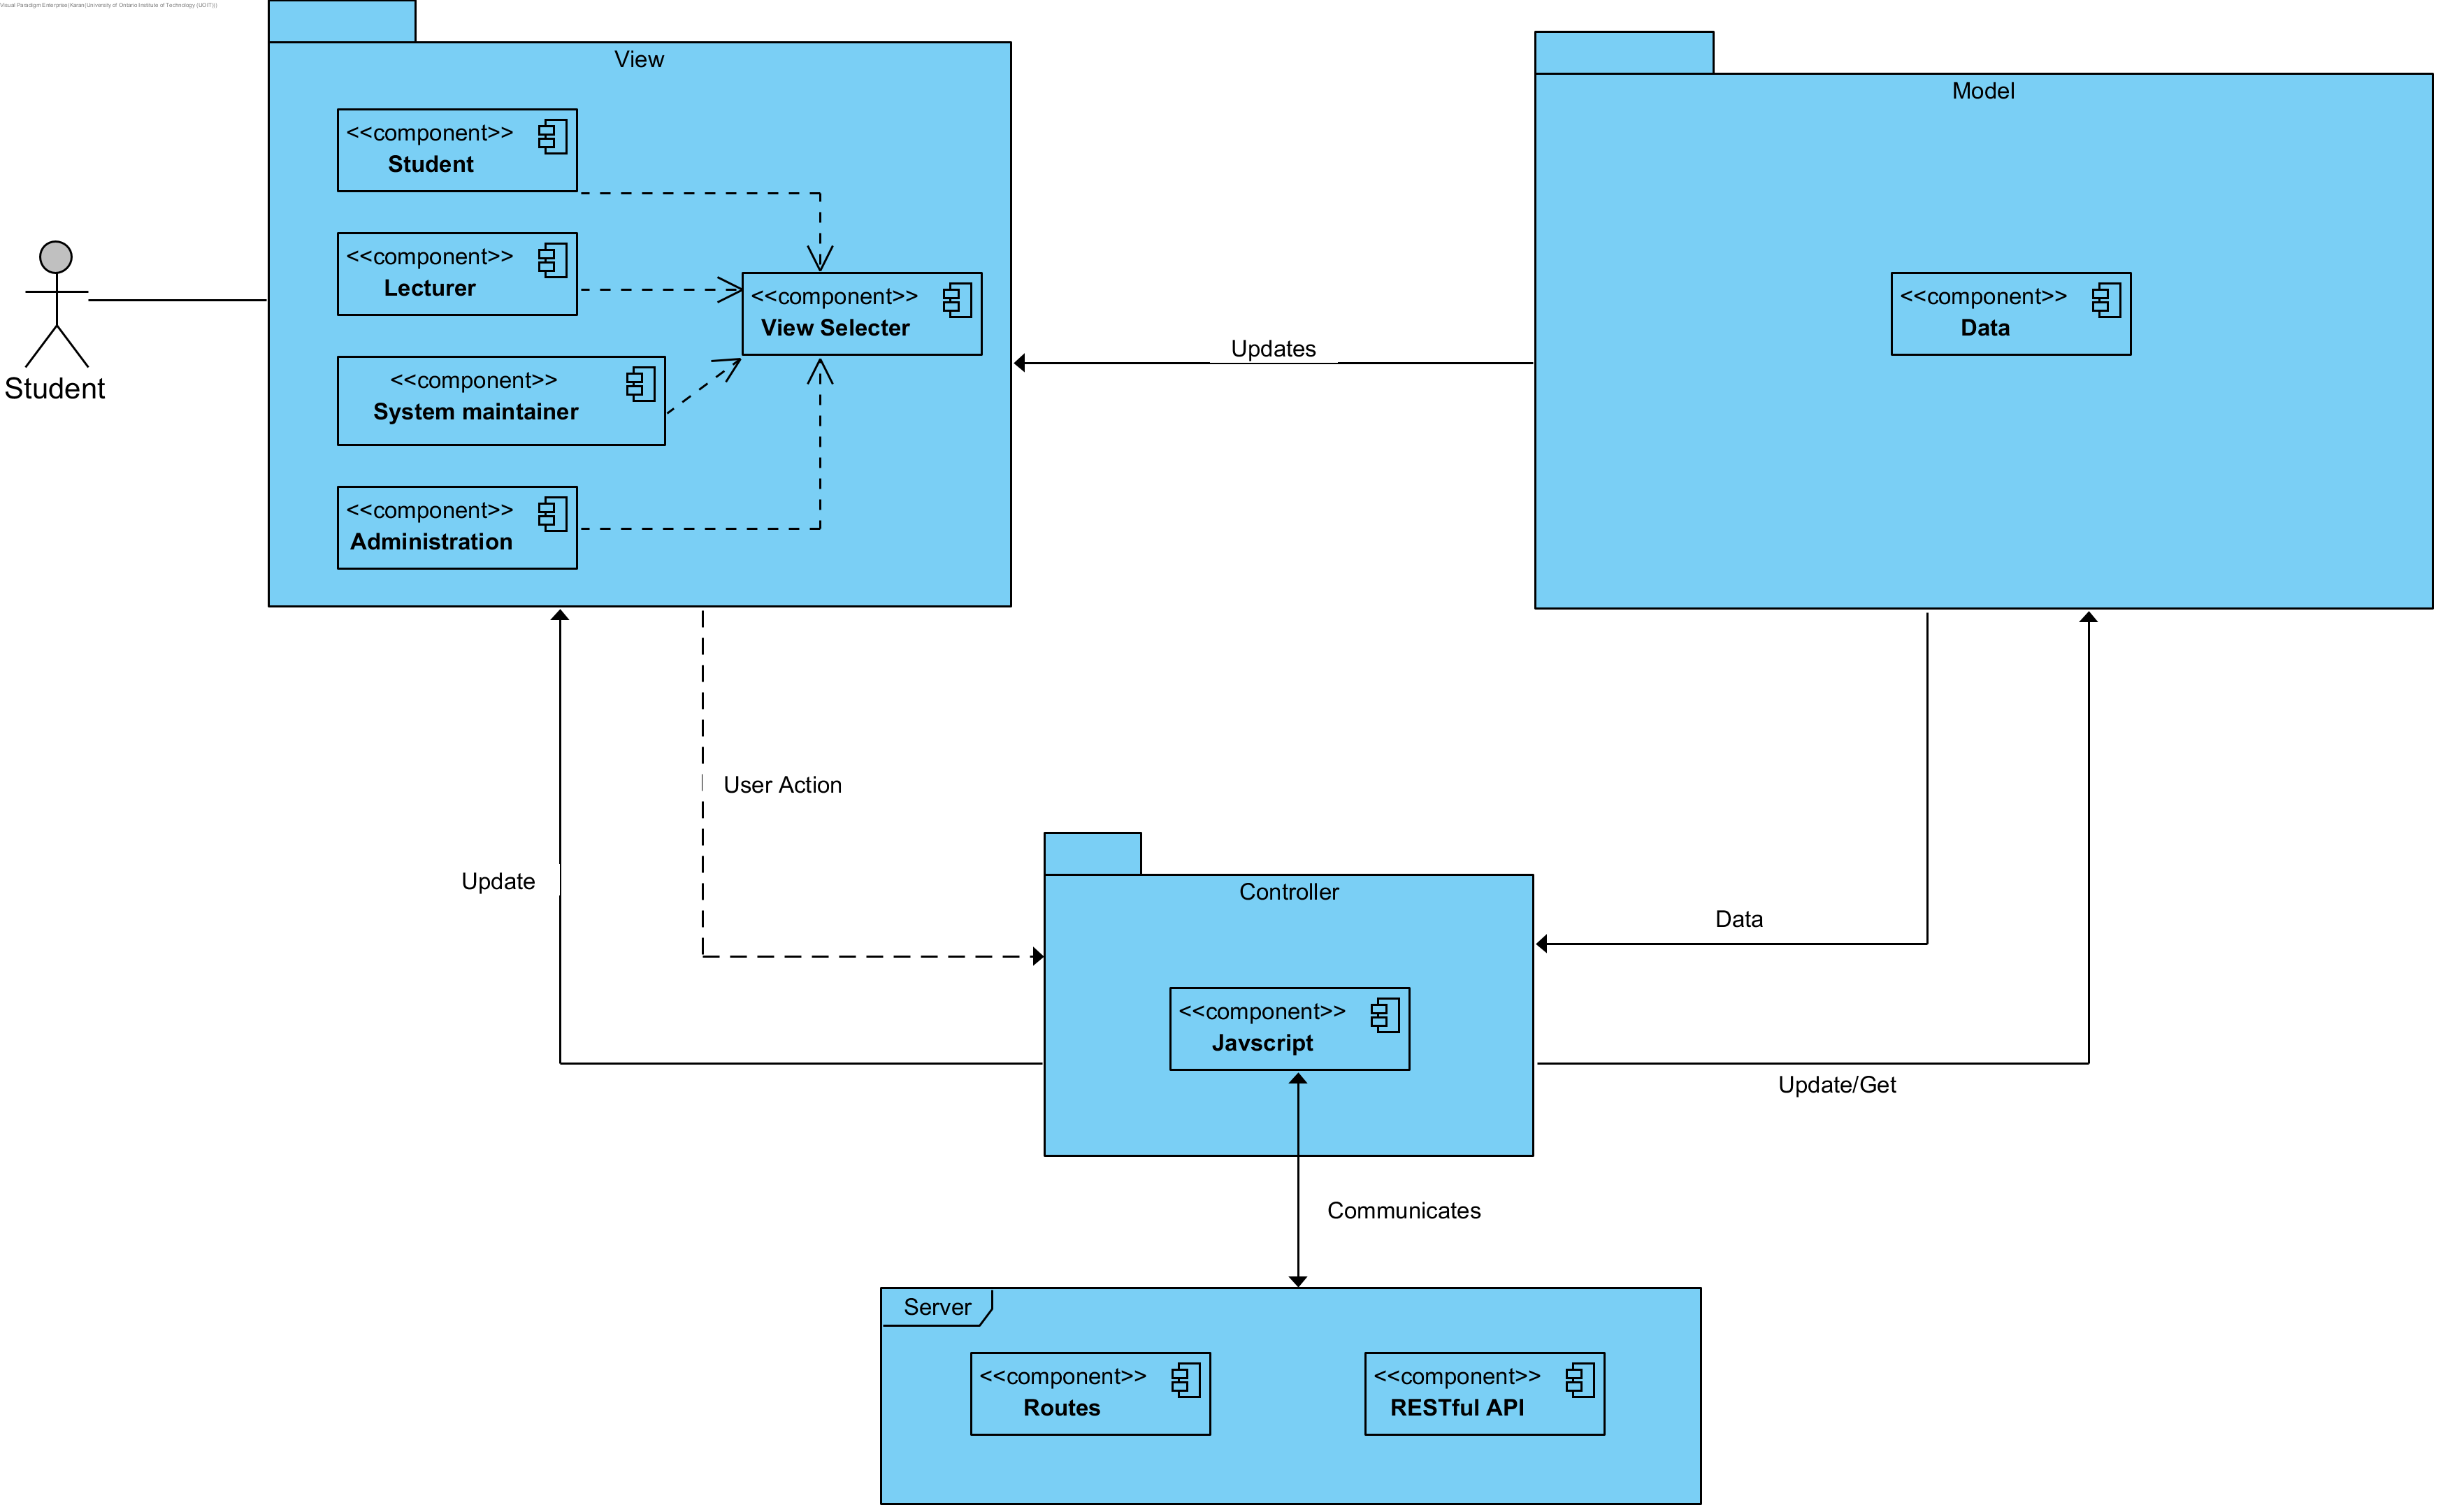 Visual Paradigm Enterprise(Karan(University of Ontario Institute of Technology (UOIT)))
View
<<component>>
Student
<<component>>
Lecturer
<<component>>
System maintainer
<<component>>
Administration
<<component>>
View Selecter
Student
Updates
Model
<<component>>
Data
User Action
Update
Controller
<<component>>
Javscript
Data
Update/Get
Communicates
Server
<<component>>
Routes
<<component>>
RESTful API